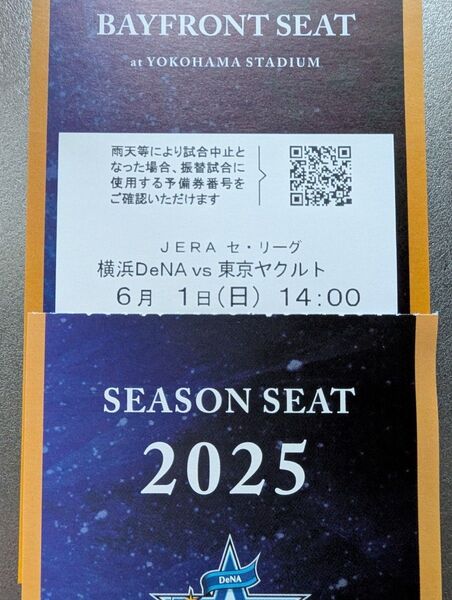 BAYFRONT SEAT
at YOKOHAMA STADIUM
雨天等により試合中止と
なった場合、振替試合に
使用する予備券番号を
ご確認いただけます
JERA セ・リーグ
横浜DeNA vs 東京ヤクルト
6月 1日(日) 14:00
SEASON SEAT
2025
DeNA